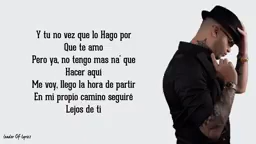 Y tu no vez que lo Hago por
Que te amo
Pero ya, no tengo mas na' que
Hacer aqui
Me voy, llego la hora de partir
En mi propio camino seguiré
Lejos de ti
Leader Of Lyrics